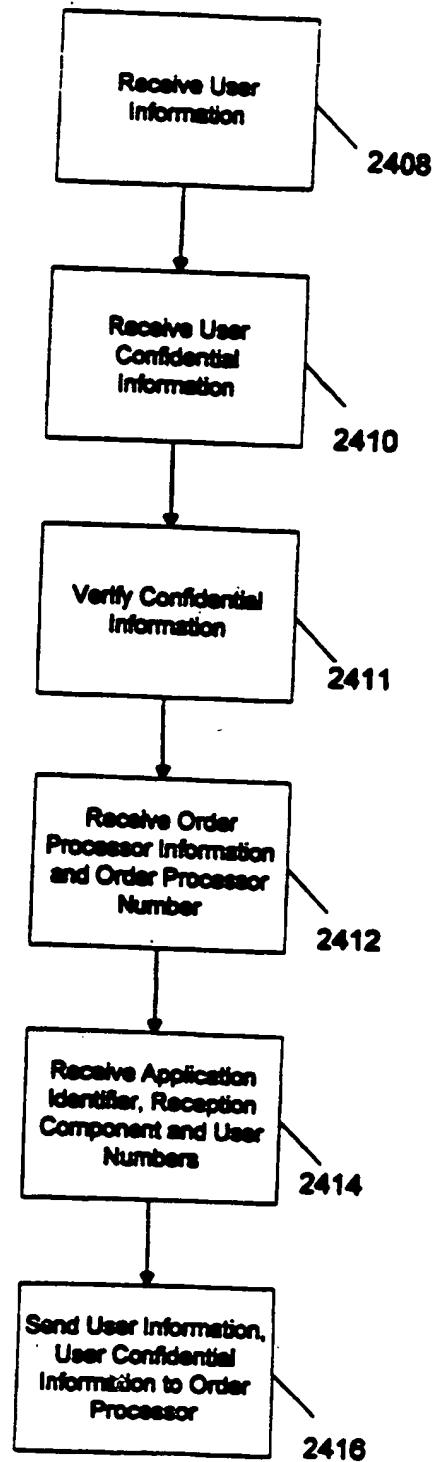 Receive User
Information
2408
Receive User
Confidential
Information
2410
Verify Confidential
Information
2411
Receive Order
Processor Information
and Order Processor
Number
2412
Receive Application
Identifier, Reception
Component and User
Numbers
2414
Send User Information,
User Confidential
Information to Order
Processor
2416